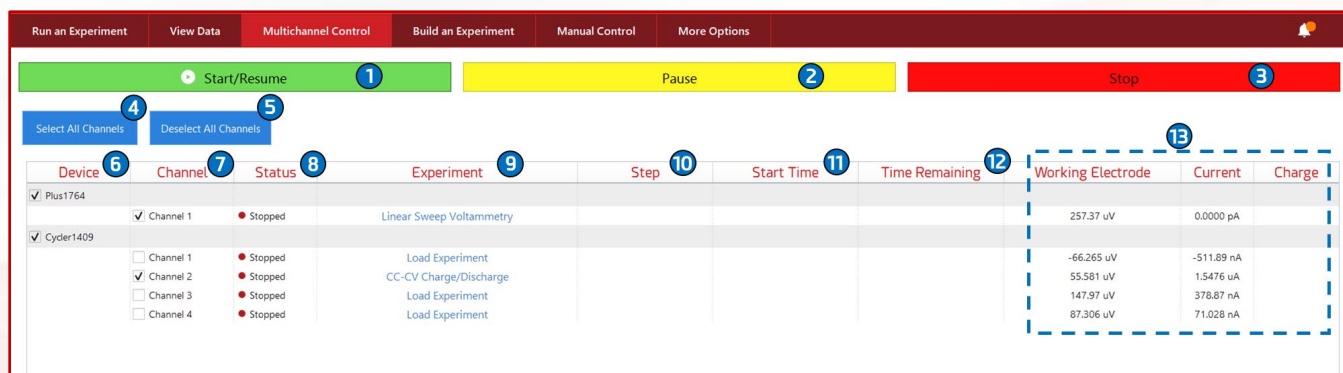 Run an Experiment View Data Multichannel Control Build an Experiment Manual Control More Options
Start/Resume 1 Pause 2 Stop 3
4 5
Select All Channels Deselect All Channels
13
Device 6 Channel 7 Status 8 Experiment 9 Step 10 Start Time 11 Time Remaining 12 Working Electrode Current Charge
Plus1764
Channel 1 Stopped Linear Sweep Voltammetry 257.37 uV 0.0000 pA
Cycler1409
Channel 1 Stopped Load Experiment -66.265 uV -511.89 nA
Channel 2 Stopped CC-CV Charge/Discharge 55.581 uV 1.5476 uA
Channel 3 Stopped Load Experiment 147.97 uV 378.87 nA
Channel 4 Stopped Load Experiment 87.306 uV 71.028 nA